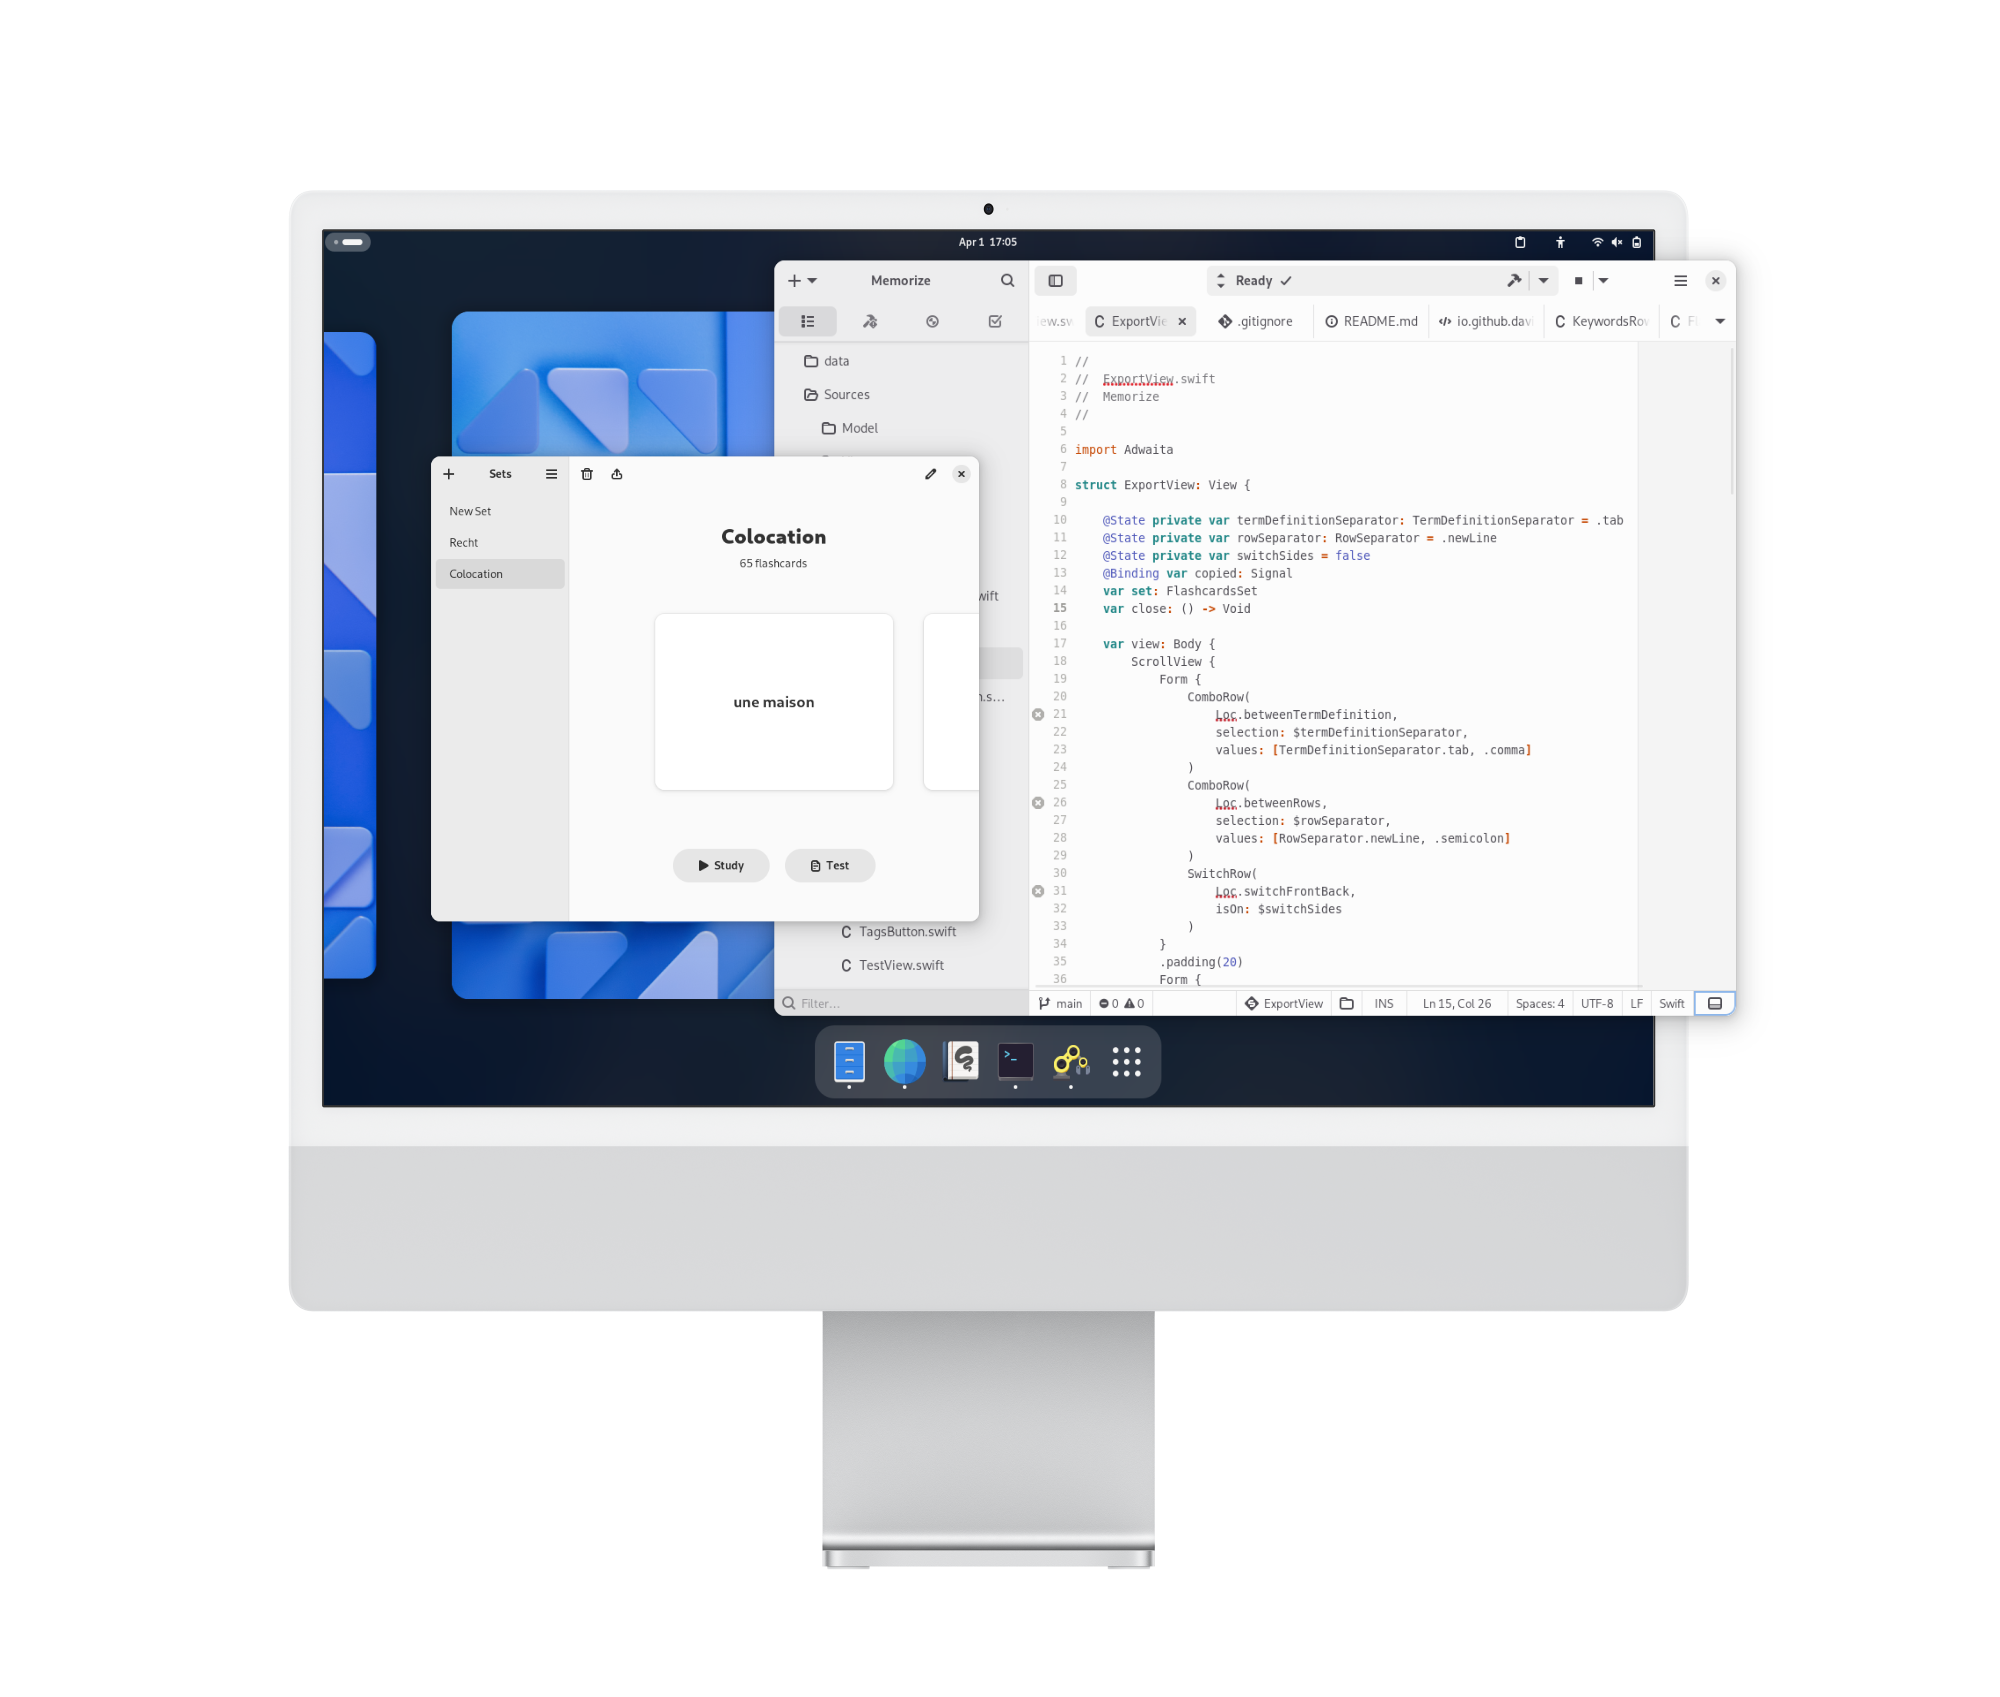 Apr 1 17:05
Memorize
Ready
ExportVie
.gitignore
README.md
io.github.davi
KeywordsRow
data
Sources
Model
TagsButton.swift
TestView.swift
Filter...
1 //
2 // ExportView.swift
3 // Memorize
4 //
5
6 import Adwaita
7
8 struct ExportView: View {
9
10 @State private var termDefinitionSeparator: TermDefinitionSeparator = .tab
11 @State private var rowSeparator: RowSeparator = .newLine
12 @State private var switchSides = false
13 @Binding var copied: Signal
14 var set: FlashcardsSet
15 var close: () -> Void
16
17 var view: Body {
18 ScrollView {
19 Form {
20 ComboRow(
21 Loc.betweenTermDefinition,
22 selection: $termDefinitionSeparator,
23 values: [TermDefinitionSeparator.tab, .comma]
24 )
25 ComboRow(
26 Loc.betweenRows,
27 selection: $rowSeparator,
28 values: [RowSeparator.newLine, .semicolon]
29 )
30 SwitchRow(
31 Loc.switchFrontBack,
32 isOn: $switchSides
33 )
34 }
35 .padding(20)
36 Form {
main
0 0
ExportView
INS
Ln 15, Col 26
Spaces: 4
UTF-8
LF
Swift
Sets
New Set
Recht
Colocation
Colocation
65 flashcards
une maison
Study
Test